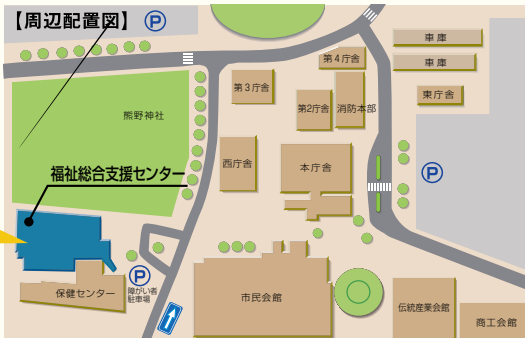 【周辺配置図】
P
第4庁舎
車庫
車庫
第3庁舎
東庁舎
第2庁舎
消防本部
熊野神社
西庁舎
本庁舎
P
福祉総合支援センター
P
障がい者
駐車場
保健センター
市民会館
伝統産業会館
商工会館